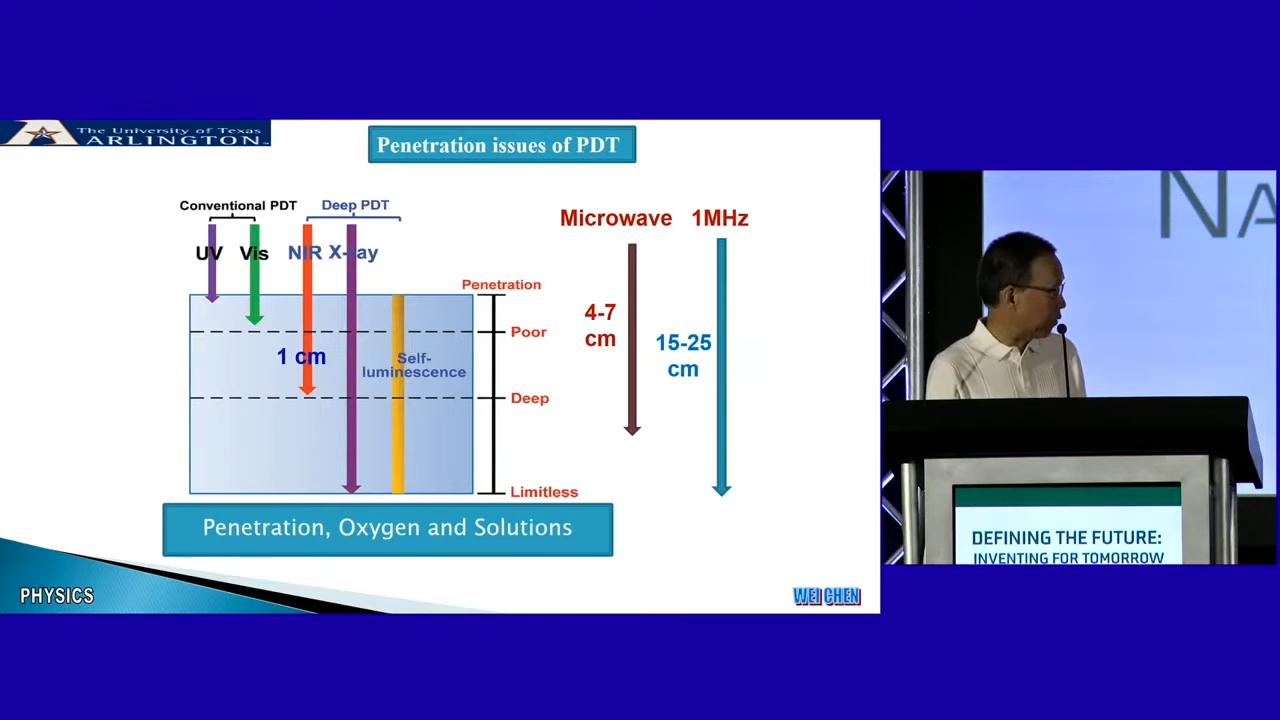 The University of Texas
ARLINGTON
Penetration issues of PDT
Conventional PDT
Deep PDT
UV
Vis
NIR
X-ray
Penetration
Poor
1 cm
Self-
luminescence
Deep
Limitless
Microwave
1MHz
4-7
cm
15-25
cm
Penetration, Oxygen and Solutions
PHYSICS
WEI CHEN
NA
DEFINING THE FUTURE:
INVENTING FOR TOMORROW